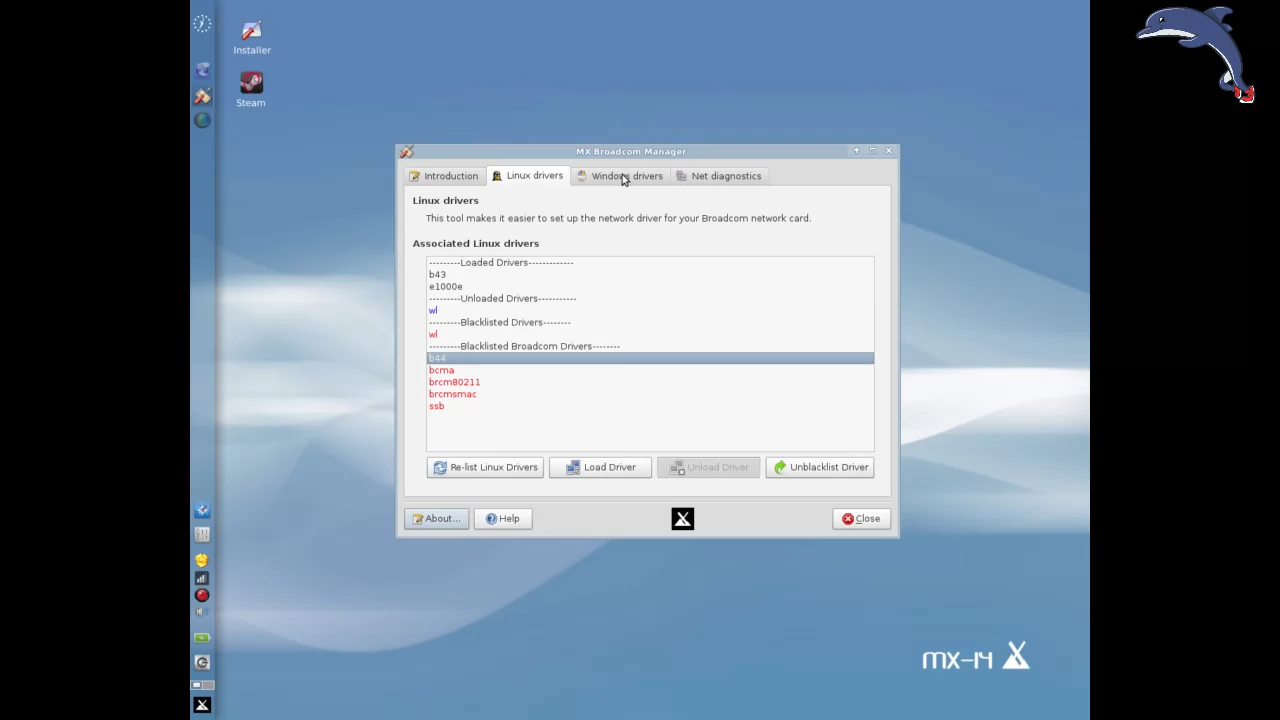 Installer
Steam
MX Broadcom Manager
Introduction
Linux drivers
Windows drivers
Net diagnostics
Linux drivers
This tool makes it easier to set up the network driver for your Broadcom network card.
Associated Linux drivers
---------Loaded Drivers-------------
b43
e1000e
---------Unloaded Drivers-----------
wl
---------Blacklisted Drivers--------
wl
---------Blacklisted Broadcom Drivers--------
b44
bcma
brcm80211
brcmsmac
ssb
Re-list Linux Drivers
Load Driver
Unload Driver
Unblacklist Driver
About...
Help
Close
mx-14